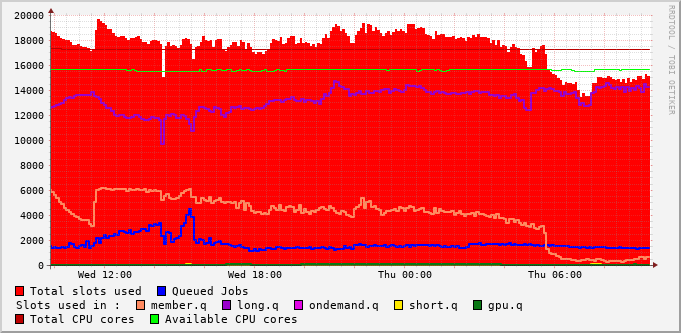 20000
18000
16000
14000
12000
10000
8000
6000
4000
2000
0
Wed 12:00 Wed 18:00 Thu 00:00 Thu 06:00
RRDTOOL / TOBI OETIKER
Total slots used Queued Jobs
Slots used in : member.q long.q ondemand.q short.q gpu.q
Total CPU cores Available CPU cores